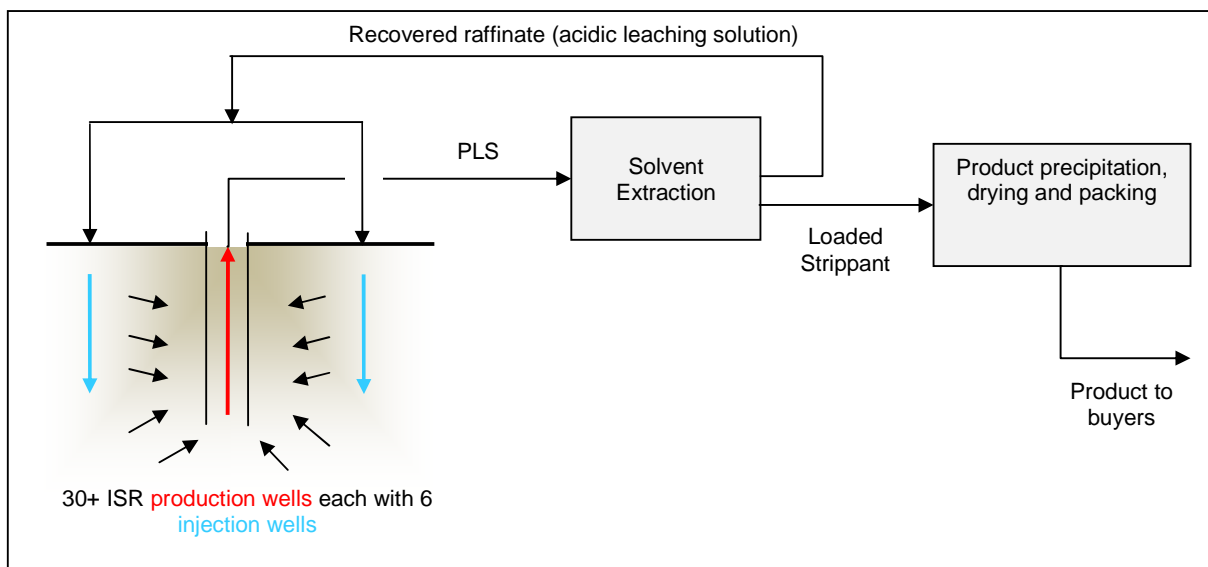 Recovered raffinate (acidic leaching solution)
PLS
Solvent
Extraction
Product precipitation,
drying and packing
Loaded
Strippant
Product to
buyers
30+ ISR production wells each with 6
injection wells